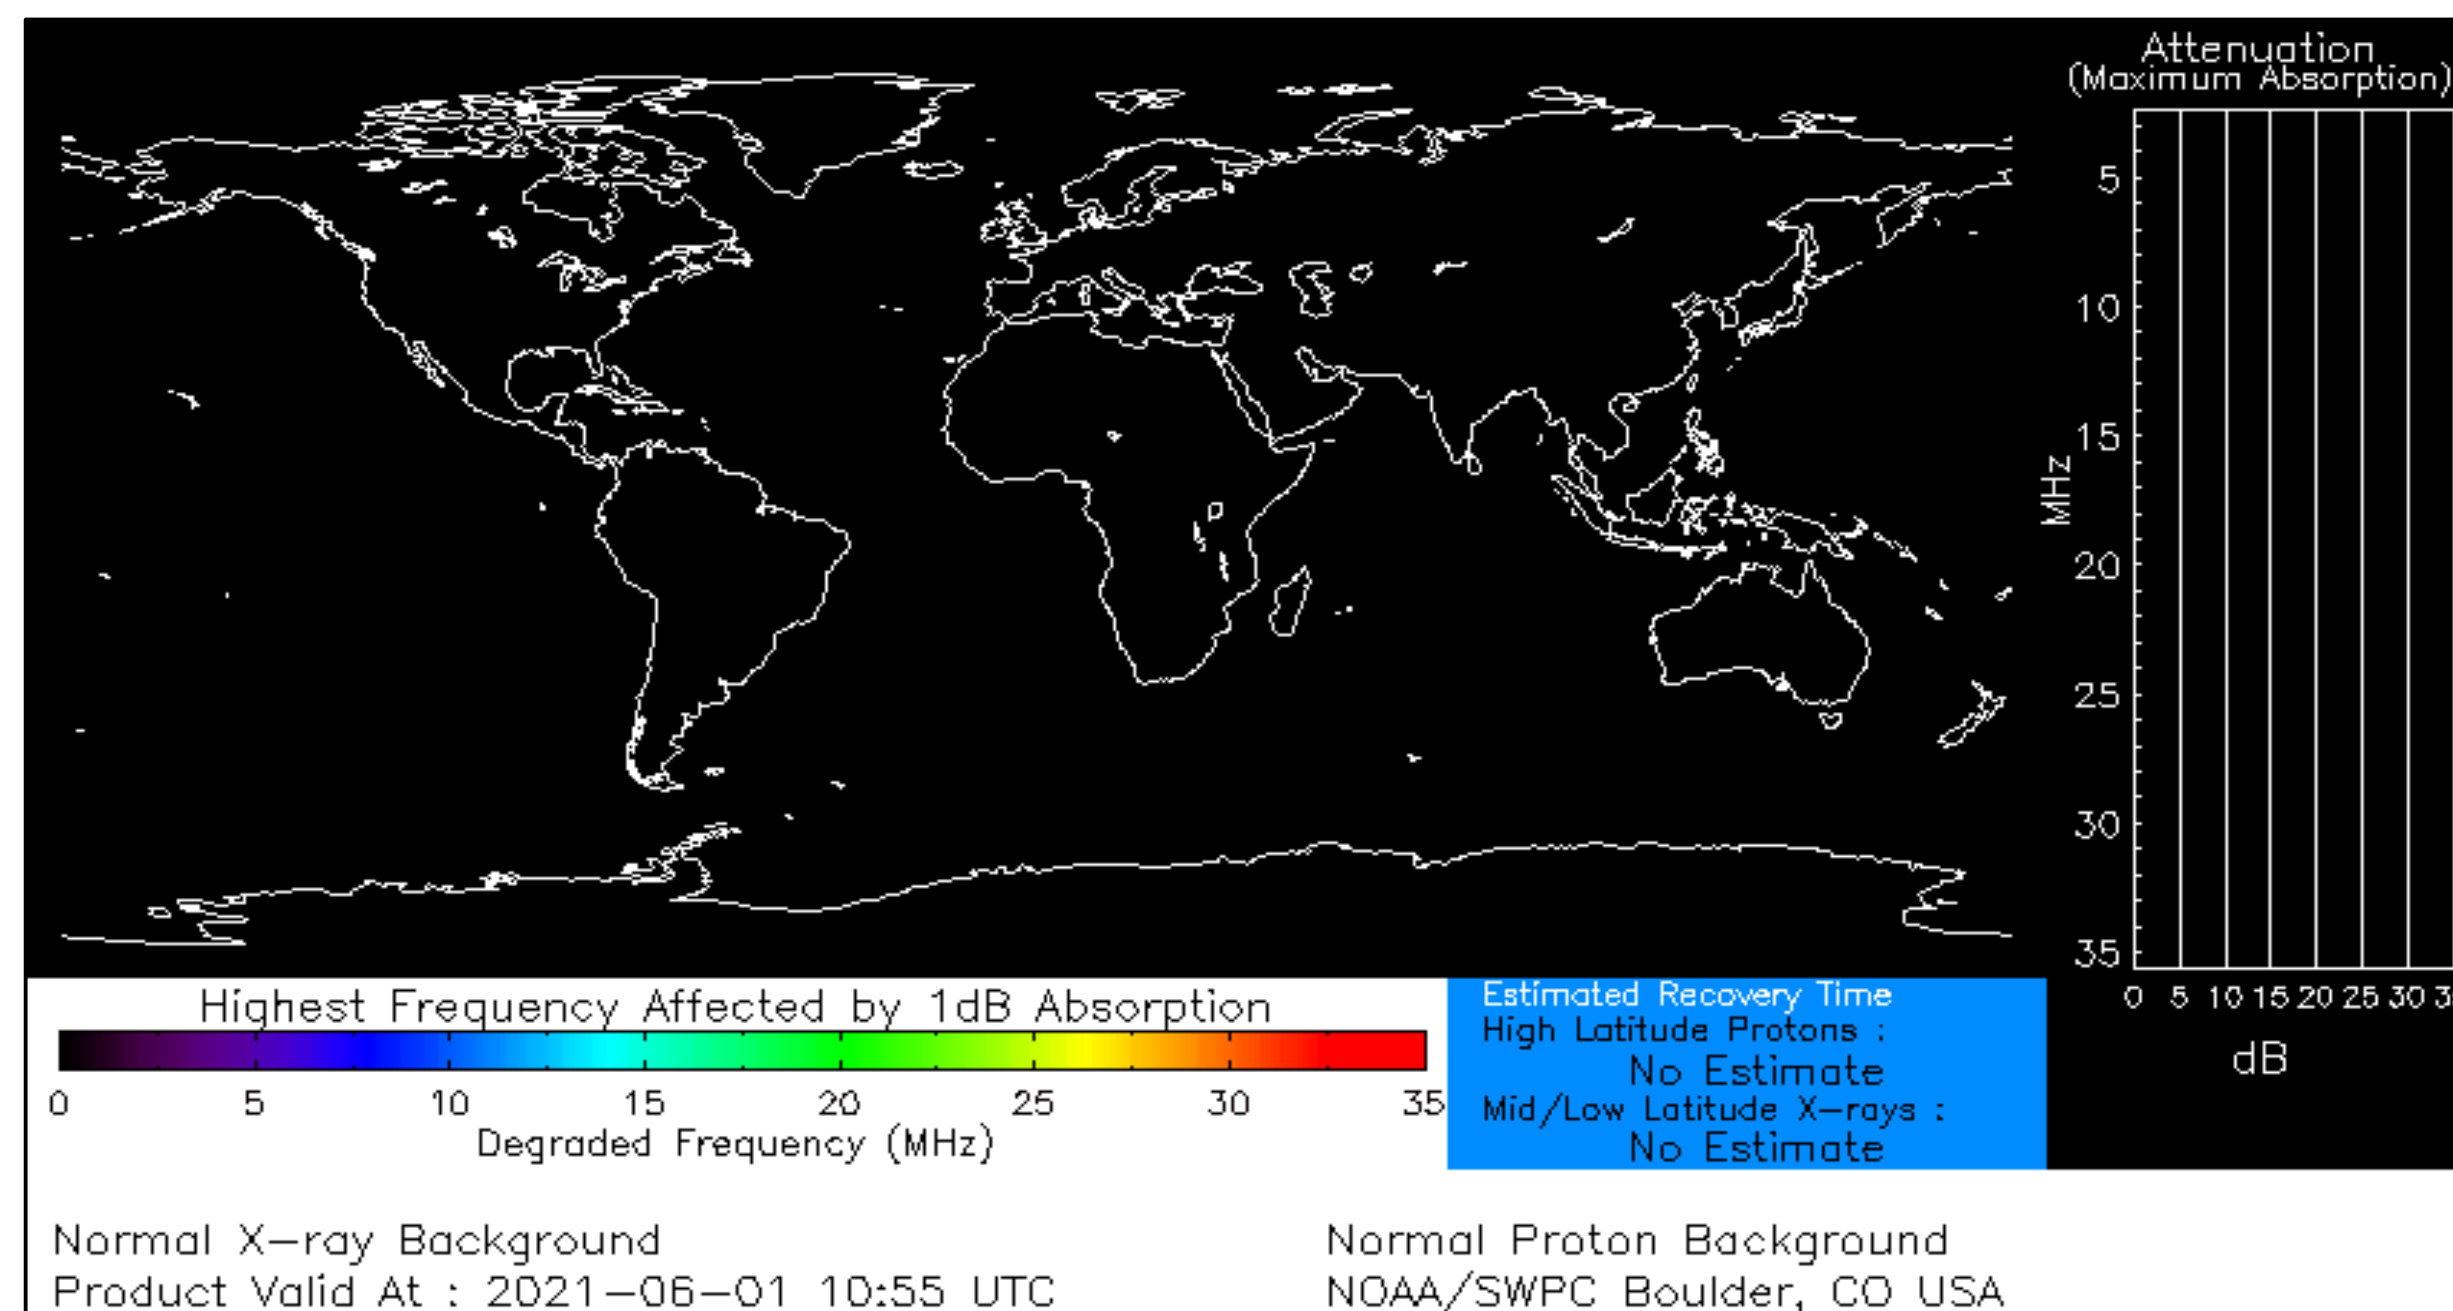 Attenuation
(Maximum Absorption)
5
10
15
20
25
30
35
MHz
0 5 10 15 20 25 30
dB
Highest Frequency Affected by 1dB Absorption
0 5 10 15 20 25 30 35
Degraded Frequency (MHz)
Estimated Recovery Time
High Latitude Protons :
No Estimate
Mid/Low Latitude X-rays :
No Estimate
Normal X-ray Background
Normal Proton Background
Product Valid At : 2021-06-01 10:55 UTC
NOAA/SWPC Boulder, CO USA